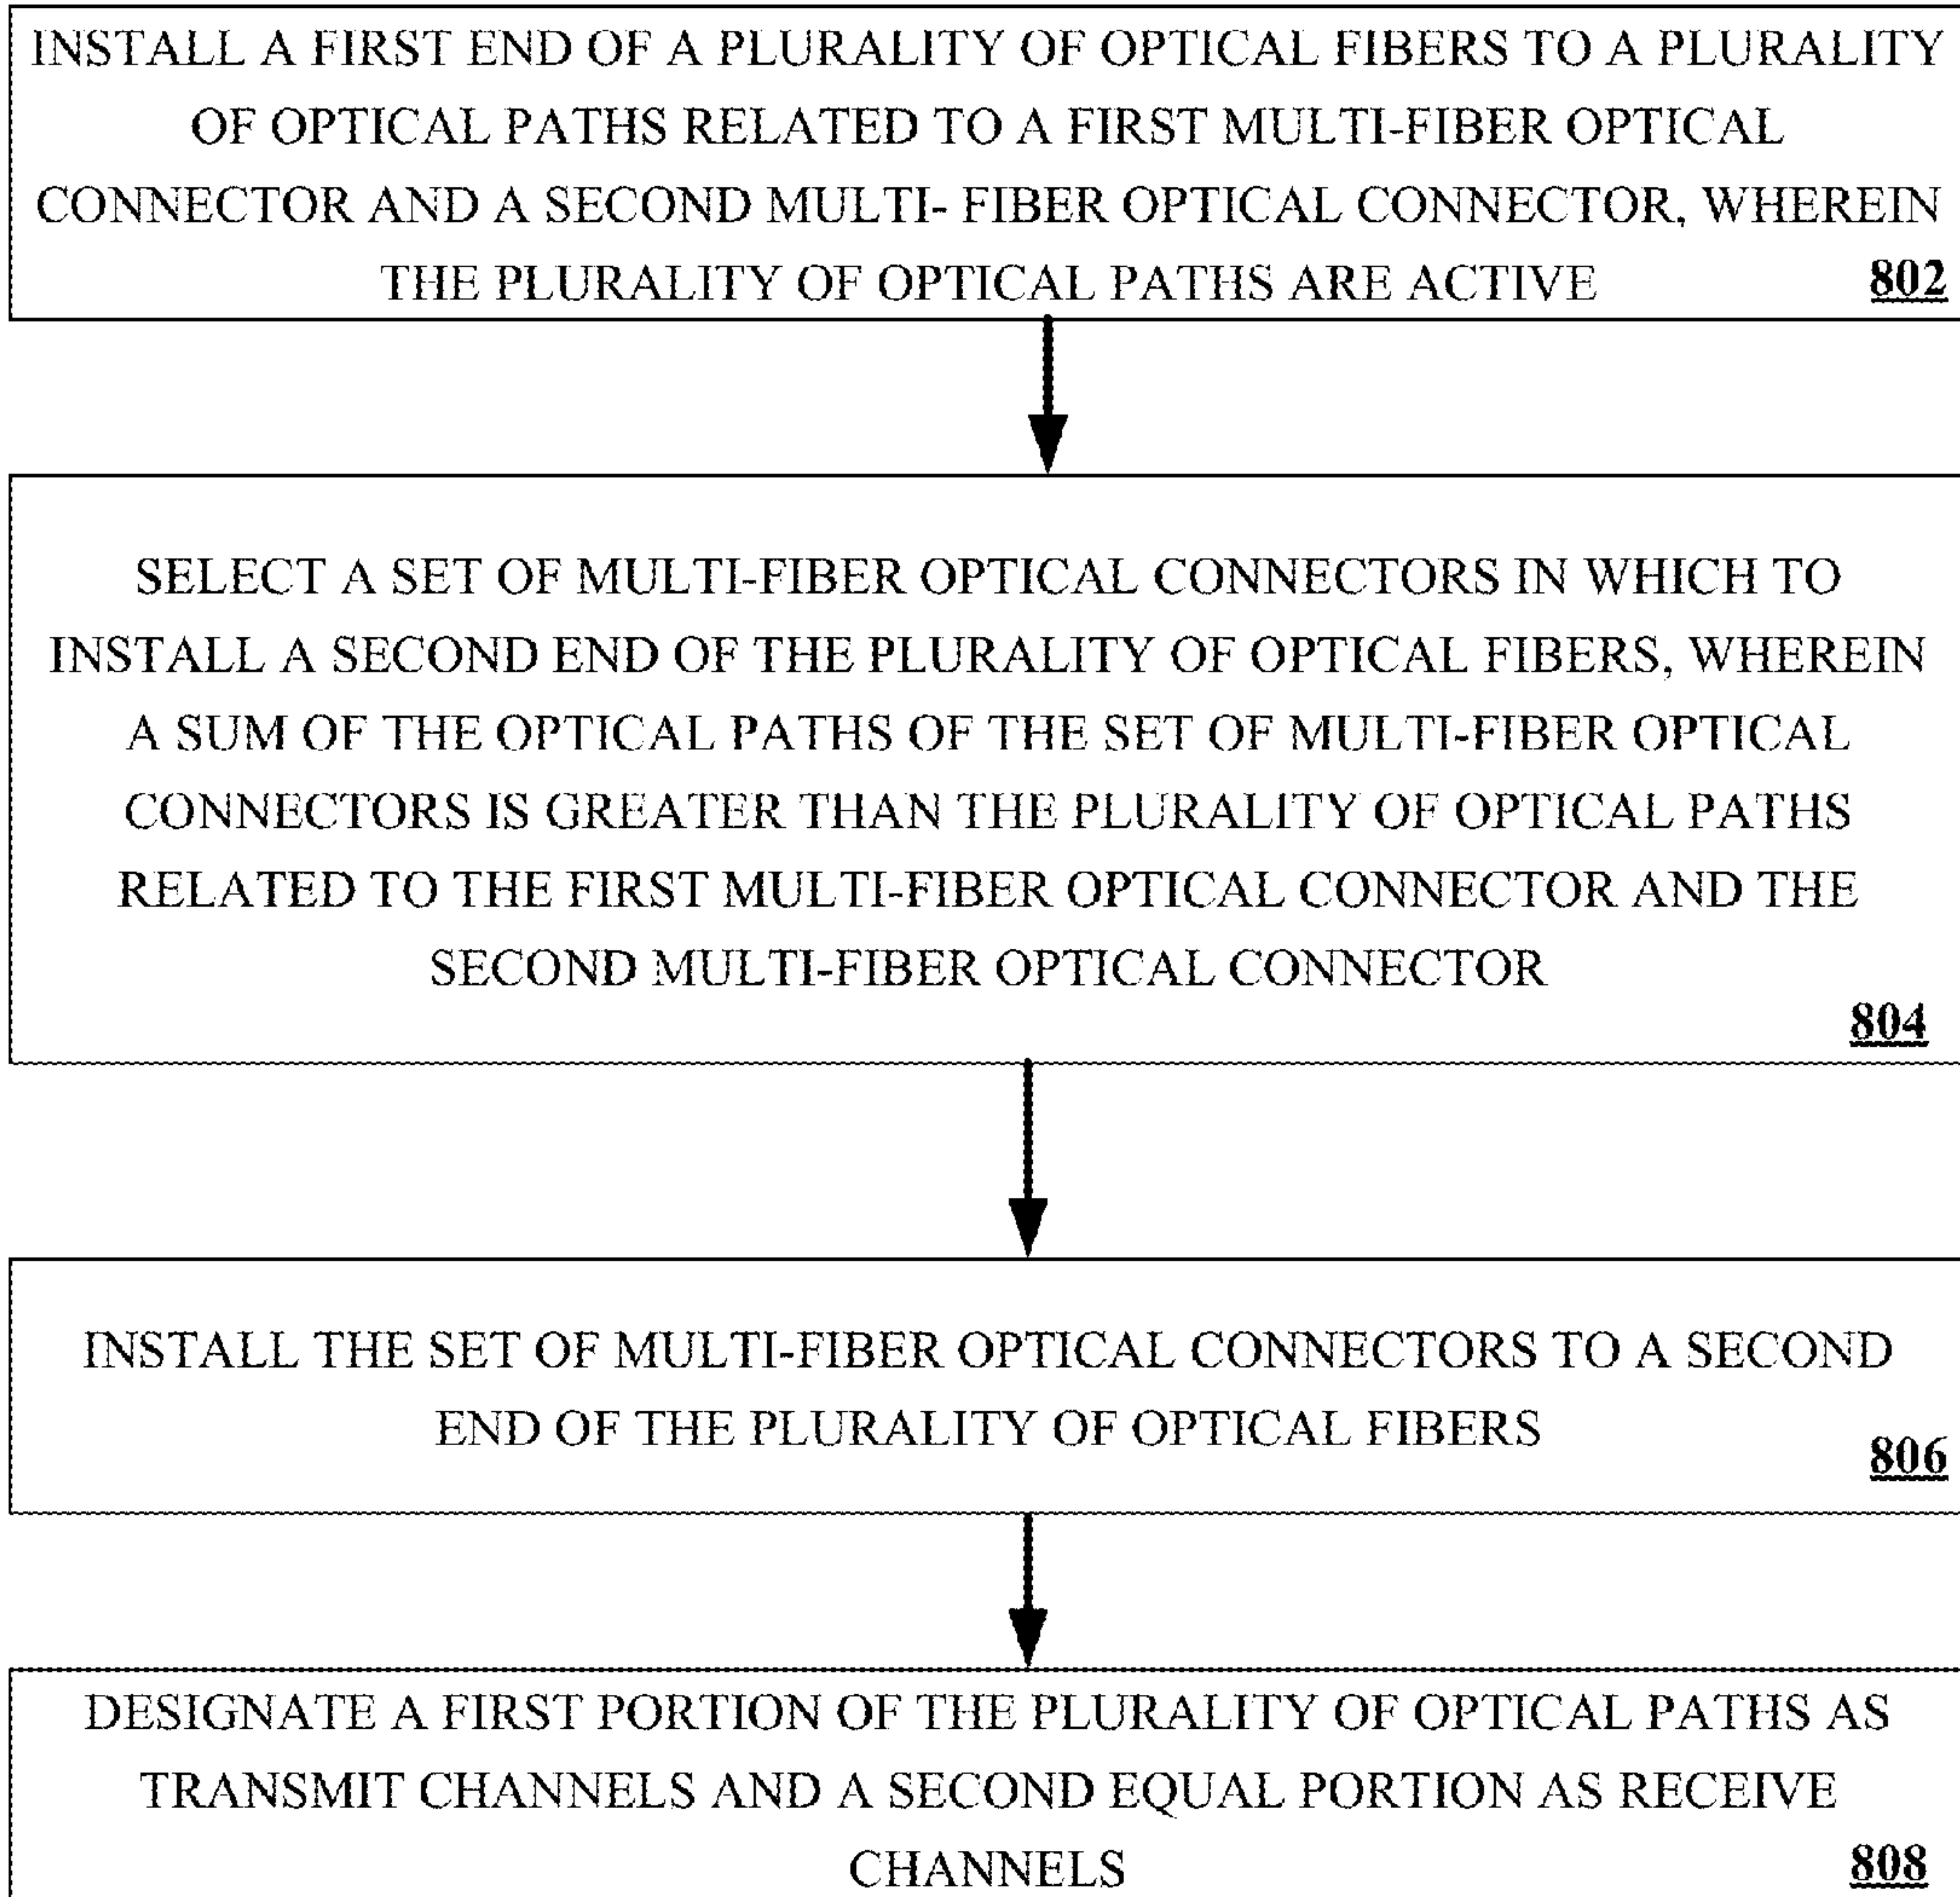 INSTALL A FIRST END OF A PLURALITY OF OPTICAL FIBERS TO A PLURALITY
OF OPTICAL PATHS RELATED TO A FIRST MULTI-FIBER OPTICAL
CONNECTOR AND A SECOND MULTI- FIBER OPTICAL CONNECTOR, WHEREIN
THE PLURALITY OF OPTICAL PATHS ARE ACTIVE
802
SELECT A SET OF MULTI-FIBER OPTICAL CONNECTORS IN WHICH TO
INSTALL A SECOND END OF THE PLURALITY OF OPTICAL FIBERS, WHEREIN
A SUM OF THE OPTICAL PATHS OF THE SET OF MULTI-FIBER OPTICAL
CONNECTORS IS GREATER THAN THE PLURALITY OF OPTICAL PATHS
RELATED TO THE FIRST MULTI-FIBER OPTICAL CONNECTOR AND THE
SECOND MULTI-FIBER OPTICAL CONNECTOR
804
INSTALL THE SET OF MULTI-FIBER OPTICAL CONNECTORS TO A SECOND
END OF THE PLURALITY OF OPTICAL FIBERS
806
DESIGNATE A FIRST PORTION OF THE PLURALITY OF OPTICAL PATHS AS
TRANSMIT CHANNELS AND A SECOND EQUAL PORTION AS RECEIVE
CHANNELS
808